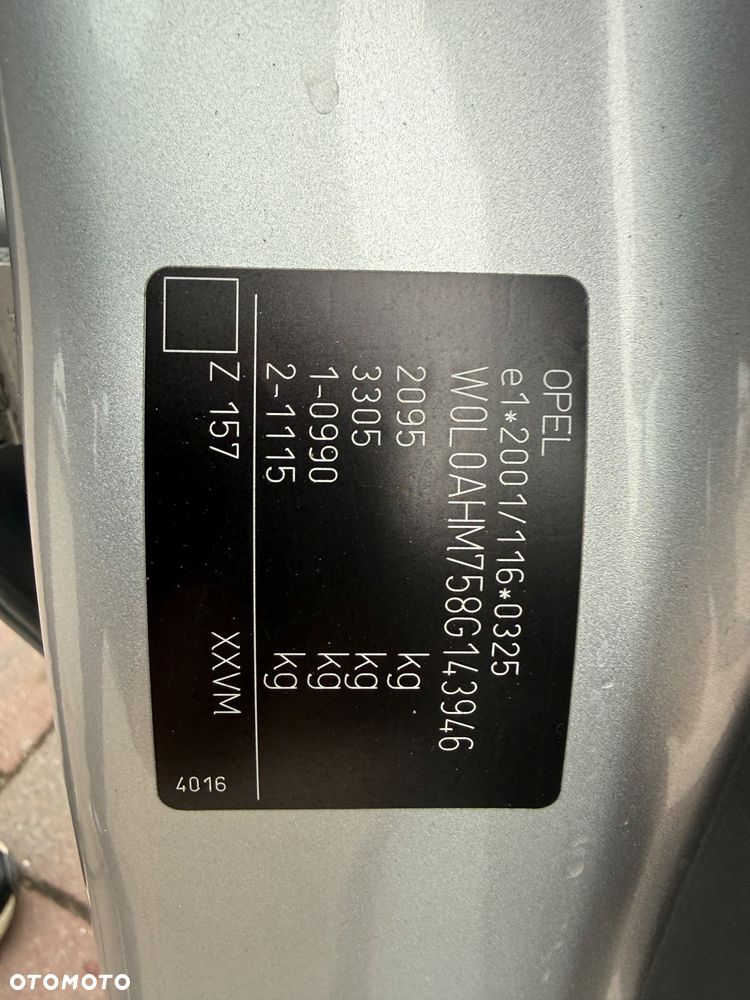 OPEL
e1*2001/116*0325
W0L0AHM758G143946
2095 kg
3305 kg
1-0990 kg
2-1115 kg
Z 157 XXVM
4016
OTOMOTO